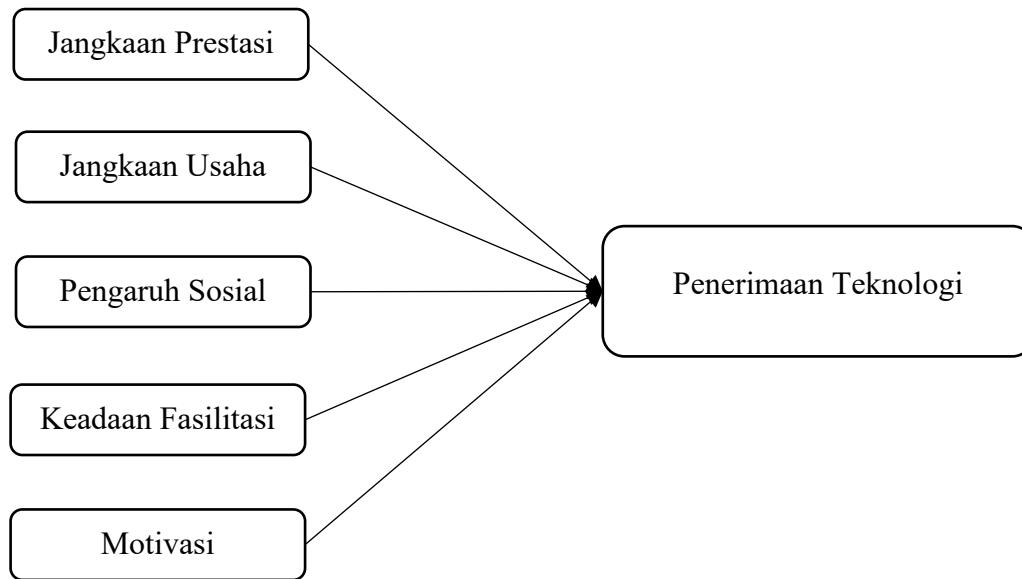 Jangkaan Prestasi
Jangkaan Usaha
Pengaruh Sosial
Keadaan Fasilitasi
Motivasi
Penerimaan Teknologi